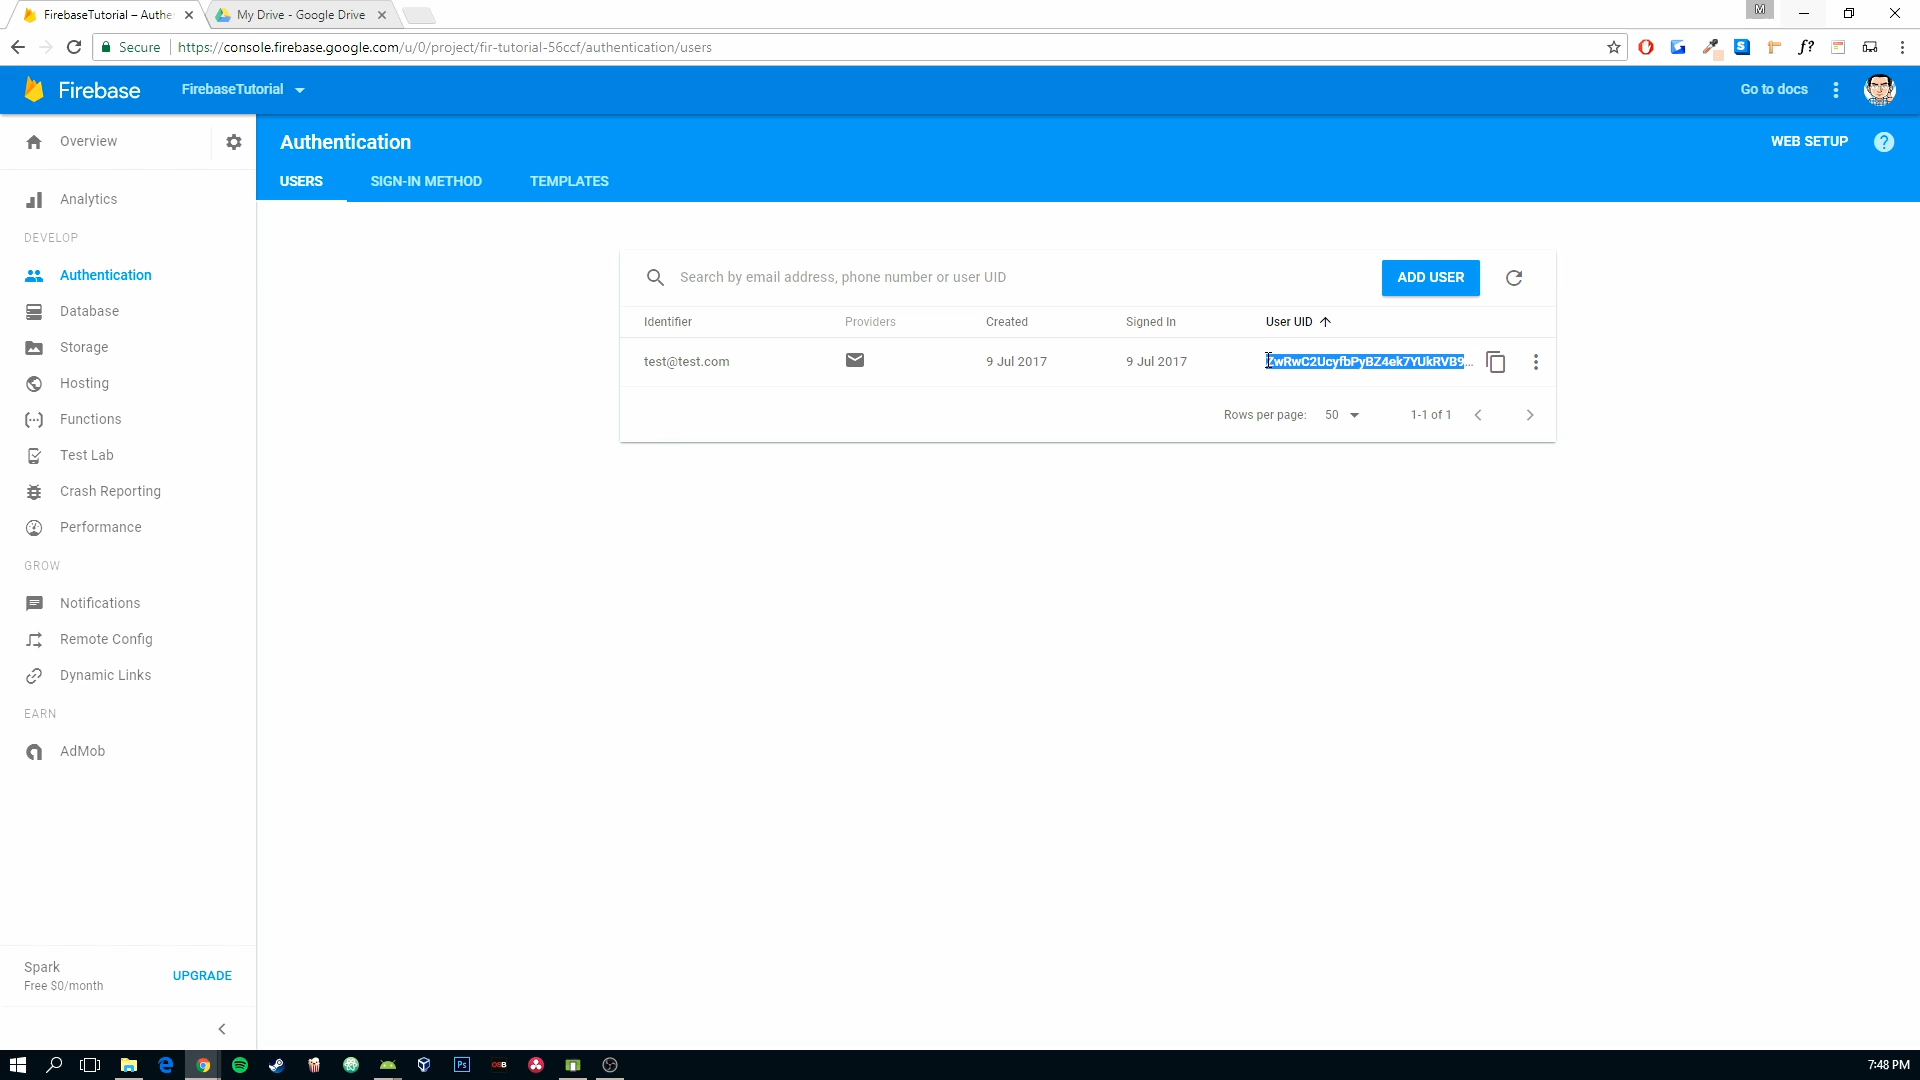 FirebaseTutorial – Authe
My Drive - Google Drive
M
Secure
https://console.firebase.google.com/u/0/project/fir-tutorial-56ccf/authentication/users
S
f?
Firebase
FirebaseTutorial
Go to docs
Overview
Authentication
WEB SETUP
?
USERS
SIGN-IN METHOD
TEMPLATES
Analytics
DEVELOP
Authentication
Database
Storage
Hosting
Functions
Test Lab
Crash Reporting
Performance
GROW
Notifications
Remote Config
Dynamic Links
EARN
AdMob
Search by email address, phone number or user UID
ADD USER
Identifier
Providers
Created
Signed In
User UID
test@test.com
9 Jul 2017
9 Jul 2017
ZwRwC2UcyfbPyBZ4ek7YUkRVB9...
Rows per page:
50
1-1 of 1
Spark
Free $0/month
UPGRADE
Ps
7:48 PM